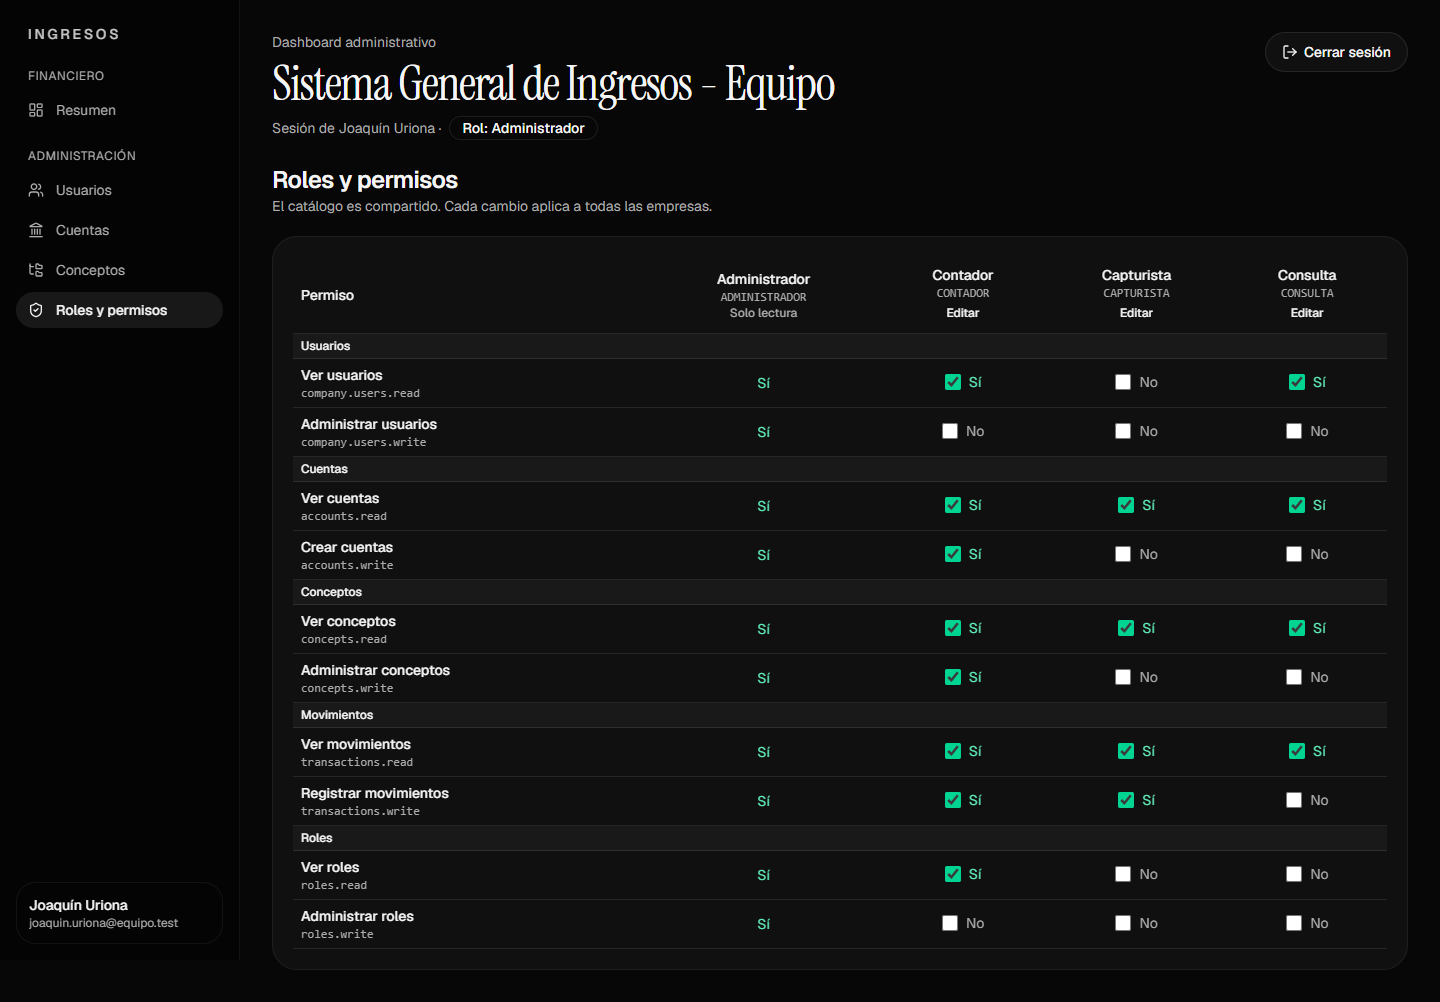 INGRESOS
FINANCIERO
Resumen
ADMINISTRACIÓN
Usuarios
Cuentas
Conceptos
Roles y permisos
Joaquín Uriona
joaquin.uriona@equipo.test
Dashboard administrativo
Sistema General de Ingresos - Equipo
Sesión de Joaquín Uriona · Rol: Administrador
Cerrar sesión
Roles y permisos
El catálogo es compartido. Cada cambio aplica a todas las empresas.
Permiso Administrador Contador Capturista Consulta
ADMINISTRADOR CONTADOR CAPTURISTA CONSULTA
Solo lectura Editar Editar Editar
Usuarios
Ver usuarios Sí Sí No Sí
company.users.read
Administrar usuarios Sí No No No
company.users.write
Cuentas
Ver cuentas Sí Sí Sí Sí
accounts.read
Crear cuentas Sí Sí No No
accounts.write
Conceptos
Ver conceptos Sí Sí Sí Sí
concepts.read
Administrar conceptos Sí Sí No No
concepts.write
Movimientos
Ver movimientos Sí Sí Sí Sí
transactions.read
Registrar movimientos Sí Sí Sí No
transactions.write
Roles
Ver roles Sí Sí No No
roles.read
Administrar roles Sí No No No
roles.write